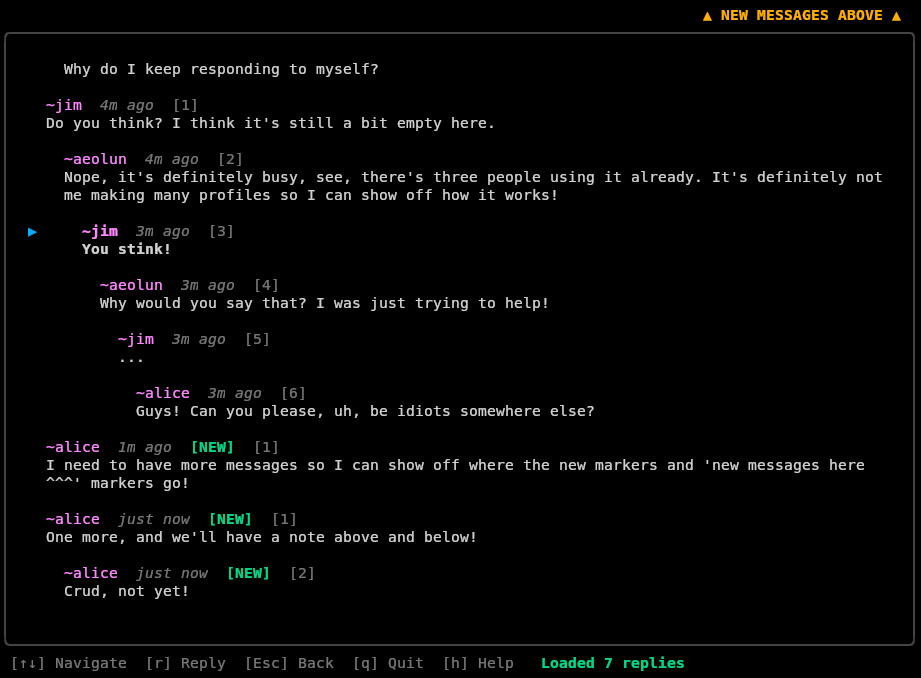 ▲ NEW MESSAGES ABOVE ▲
Why do I keep responding to myself?
~jim 4m ago [1]
Do you think? I think it's still a bit empty here.
~aeolun 4m ago [2]
Nope, it's definitely busy, see, there's three people using it already. It's definitely not
me making many profiles so I can show off how it works!
▶ ~jim 3m ago [3]
You stink!
~aeolun 3m ago [4]
Why would you say that? I was just trying to help!
~jim 3m ago [5]
...
~alice 3m ago [6]
Guys! Can you please, uh, be idiots somewhere else?
~alice 1m ago [NEW] [1]
I need to have more messages so I can show off where the new markers and 'new messages here
^^^' markers go!
~alice just now [NEW] [1]
One more, and we'll have a note above and below!
~alice just now [NEW] [2]
Crud, not yet!
[↑↓] Navigate [r] Reply [Esc] Back [q] Quit [h] Help Loaded 7 replies